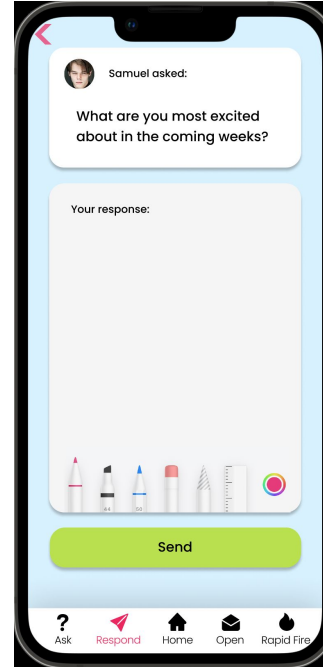 Samuel asked:
What are you most excited
about in the coming weeks?
Your response:
Send
?
Ask
Respond
Home
Open
Rapid Fire